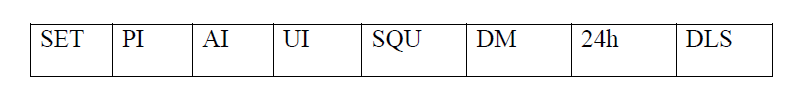 SET PI AI UI SQU DM 24h DLS